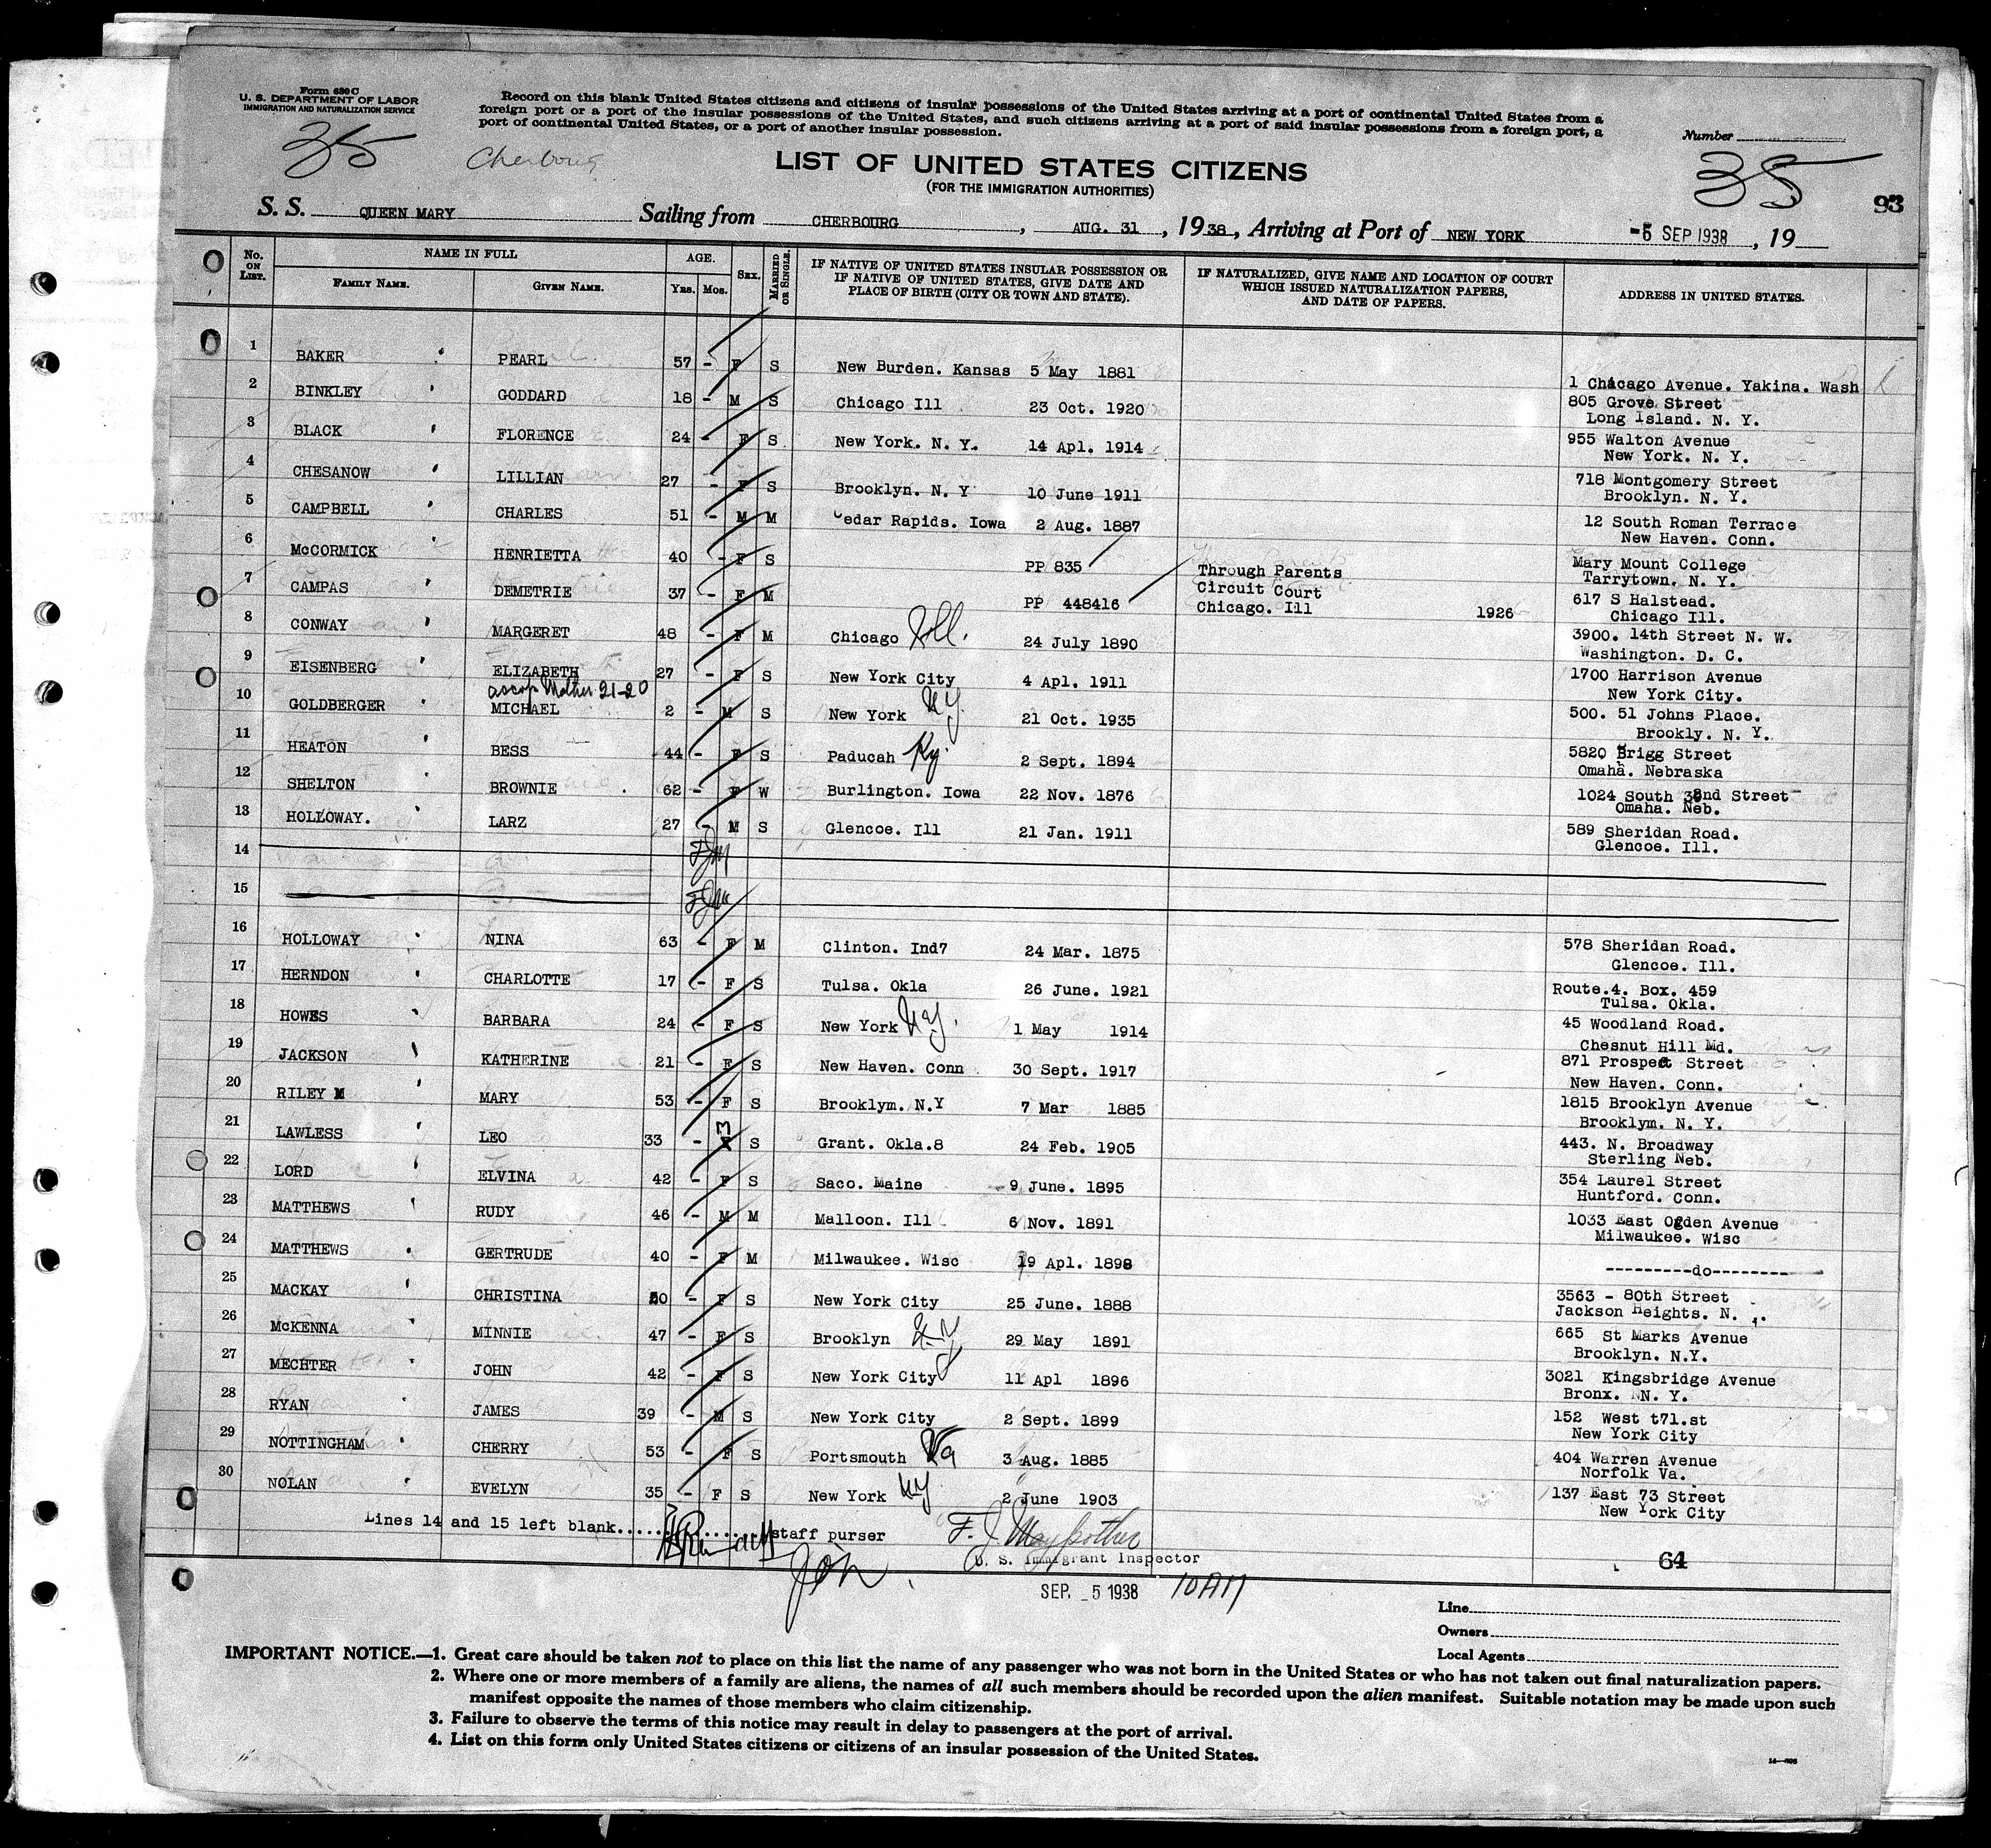 Form 630 C
U. S. DEPARTMENT OF LABOR
IMMIGRATION AND NATURALIZATION SERVICE
Record on this blank United States citizens and citizens of insular possessions of the United States arriving at a port of continental United States from a
foreign port or a port of the insular possessions of the United States, and such citizens arriving at a port of said insular possessions from a foreign port, a
port of continental United States, or a port of another insular possession.
Number
35 Cherbourg
LIST OF UNITED STATES CITIZENS
(FOR THE IMMIGRATION AUTHORITIES)
35
93
S. S. QUEEN MARY Sailing from CHERBOURG, AUG. 31, 1938, Arriving at Port of NEW YORK -5 SEP 1938, 19
No. ON LIST. NAME IN FULL FAMILY NAME. GIVEN NAME. AGE. YRS. MOS. SEX. MARRIED OR SINGLE. IF NATIVE OF UNITED STATES INSULAR POSSESSION OR IF NATIVE OF UNITED STATES, GIVE DATE AND PLACE OF BIRTH (CITY OR TOWN AND STATE). IF NATURALIZED, GIVE NAME AND LOCATION OF COURT WHICH ISSUED NATURALIZATION PAPERS, AND DATE OF PAPERS. ADDRESS IN UNITED STATES.
1 BAKER PEARL 57 - F S New Burden. Kansas 5 May 1881 1 Chicago Avenue. Yakina. Wash
2 BINKLEY GODDARD 18 - M S Chicago Ill 23 Oct. 1920 805 Grove Street
Long Island. N. Y.
3 BLACK FLORENCE 24 - F S New York. N. Y. 14 Apl. 1914 955 Walton Avenue
New York. N. Y.
4 CHESANOW LILLIAN 27 - F S Brooklyn. N. Y 10 June 1911 718 Montgomery Street
Brooklyn. N. Y.
5 CAMPBELL CHARLES 51 - M M Cedar Rapids. Iowa 2 Aug. 1887 12 South Roman Terrace
New Haven. Conn.
6 McCORMICK HENRIETTA 40 - F S PP 835 Through Parents Mary Mount College
Tarrytown. N. Y.
7 CAMPAS DEMETRIE 37 - F M PP 448416 Circuit Court
Chicago. Ill 1926 617 S Halstead.
Chicago Ill.
8 CONWAY MARGERET 48 - F M Chicago Ill. 24 July 1890 3900. 14th Street N. W.
Washington. D. C.
9 EISENBERG ELIZABETH 27 - F S New York City 4 Apl. 1911 1700 Harrison Avenue
New York City.
accop Mother 21-20
10 GOLDBERGER MICHAEL 2 - M S New York NY 21 Oct. 1935 500. 51 Johns Place.
Brookly. N. Y.
11 HEATON BESS 44 - F S Paducah Ky. 2 Sept. 1894 5820 Brigg Street
Omaha. Nebraska
12 SHELTON BROWNIE 62 - F W Burlington. Iowa 22 Nov. 1876 1024 South 32nd Street
Omaha. Neb.
13 HOLLOWAY. LARZ 27 - M S Glencoe. Ill 21 Jan. 1911 589 Sheridan Road.
Glencoe. Ill.
14 FJM
15 FJM
16 HOLLOWAY NINA 63 - F M Clinton. Ind7 24 Mar. 1875 578 Sheridan Road.
Glencoe. Ill.
17 HERNDON CHARLOTTE 17 - F S Tulsa. Okla 26 June. 1921 Route.4. Box. 459
Tulsa. Okla.
18 HOWES BARBARA 24 - F S New York NY. 1 May 1914 45 Woodland Road.
Chesnut Hill Md.
19 JACKSON KATHERINE 21 - F S New Haven. Conn 30 Sept. 1917 871 Prospect Street
New Haven. Conn.
20 RILEY M MARY 53 - F S Brooklym. N.Y 7 Mar 1885 1815 Brooklyn Avenue
Brooklym. N. Y.
21 LAWLESS LEO 33 - M S Grant. Okla.8 24 Feb. 1905 443. N. Broadway
Sterling Neb.
22 LORD ELVINA 42 - F S Saco. Maine 9 June. 1895 354 Laurel Street
Huntford. Conn.
23 MATTHEWS RUDY 46 - M M Malloon. Ill 6 Nov. 1891 1033 East Ogden Avenue
Milwaukee. Wisc
24 MATTHEWS GERTRUDE 40 - F M Milwaukee. Wisc 19 Apl. 1898 ---------do--------
25 MACKAY CHRISTINA 50 - F S New York City 25 June. 1888 3563 - 80th Street
Jackson Heights. N.
26 McKENNA MINNIE 47 - F S Brooklyn N.Y 29 May 1891 665 St Marks Avenue
Brooklyn. N.Y.
27 MECHTER JOHN 42 - F S New York City 11 Apl 1896 3021 Kingsbridge Avenue
Bronx. NN. Y.
28 RYAN JAMES 39 - M S New York City 2 Sept. 1899 152 West t71.st
New York City
29 NOTTINGHAM CHERRY 53 - F S Portsmouth Va 3 Aug. 1885 404 Warren Avenue
Norfolk Va.
30 NOLAN EVELYN 35 - F S New York NY 2 June 1903 137 East 73 Street
New York City
Lines 14 and 15 left blank. staff purser F. J. Maypother
U. S. Immigrant Inspector
64
SEP. 5 1938 10 AM
Line
Owners
Local Agents
IMPORTANT NOTICE.—1. Great care should be taken not to place on this list the name of any passenger who was not born in the United States or who has not taken out final naturalization papers.
2. Where one or more members of a family are aliens, the names of all such members should be recorded upon the alien manifest. Suitable notation may be made upon such
manifest opposite the names of those members who claim citizenship.
3. Failure to observe the terms of this notice may result in delay to passengers at the port of arrival.
4. List on this form only United States citizens or citizens of an insular possession of the United States.